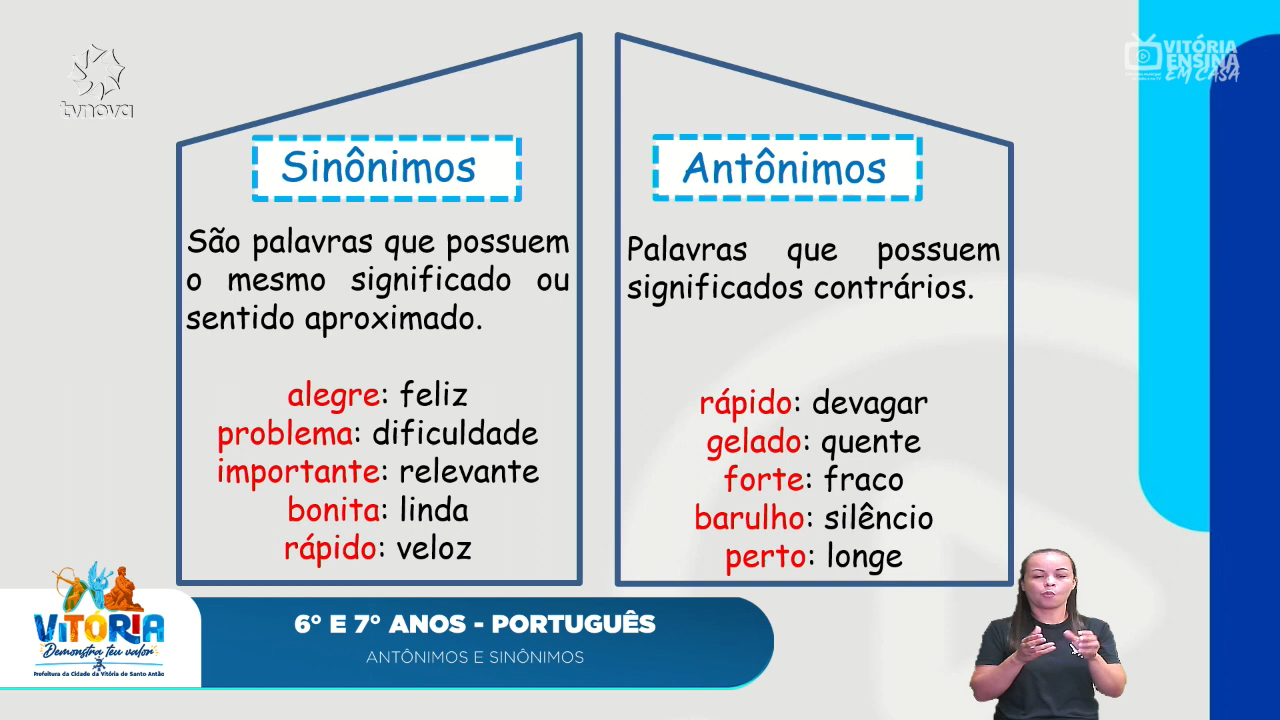 tvnova
VITÓRIA
ENSINA
EM CASA
Sinônimos
São palavras que possuem
o mesmo significado ou
sentido aproximado.
alegre: feliz
problema: dificuldade
importante: relevante
bonita: linda
rápido: veloz
Antônimos
Palavras que possuem
significados contrários.
rápido: devagar
gelado: quente
forte: fraco
barulho: silêncio
perto: longe
VITÓRIA
Demonstra teu valor
Prefeitura da Cidade da Vitória de Santo Antão
6° E 7° ANOS - PORTUGUÊS
ANTÔNIMOS E SINÔNIMOS